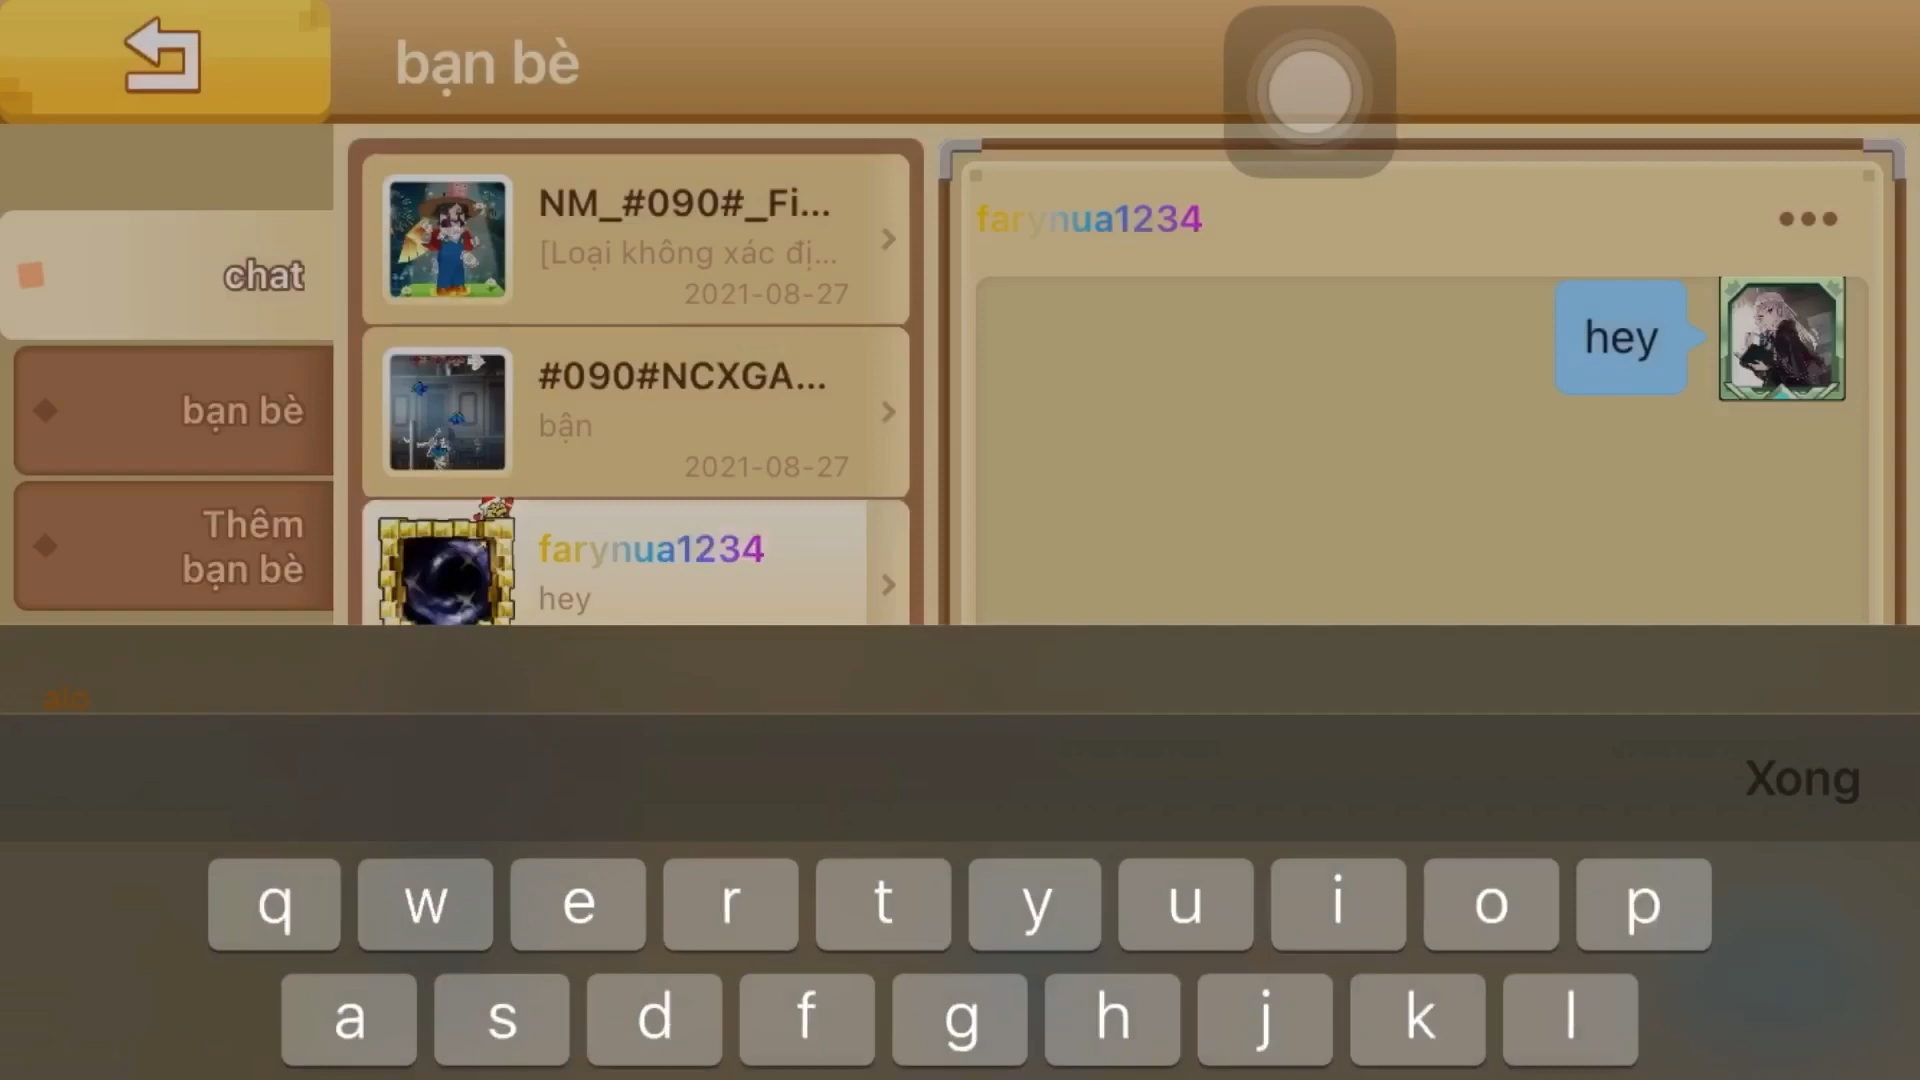 bạn bè
chat
bạn bè
Thêm
bạn bè
NM_#090#_Fi...
[Loại không xác đị...
2021-08-27
#090#NCXGA...
bận
2021-08-27
farynua1234
hey
farynua1234
hey
alo
Xong
q w e r t y u i o p
a s d f g h j k l